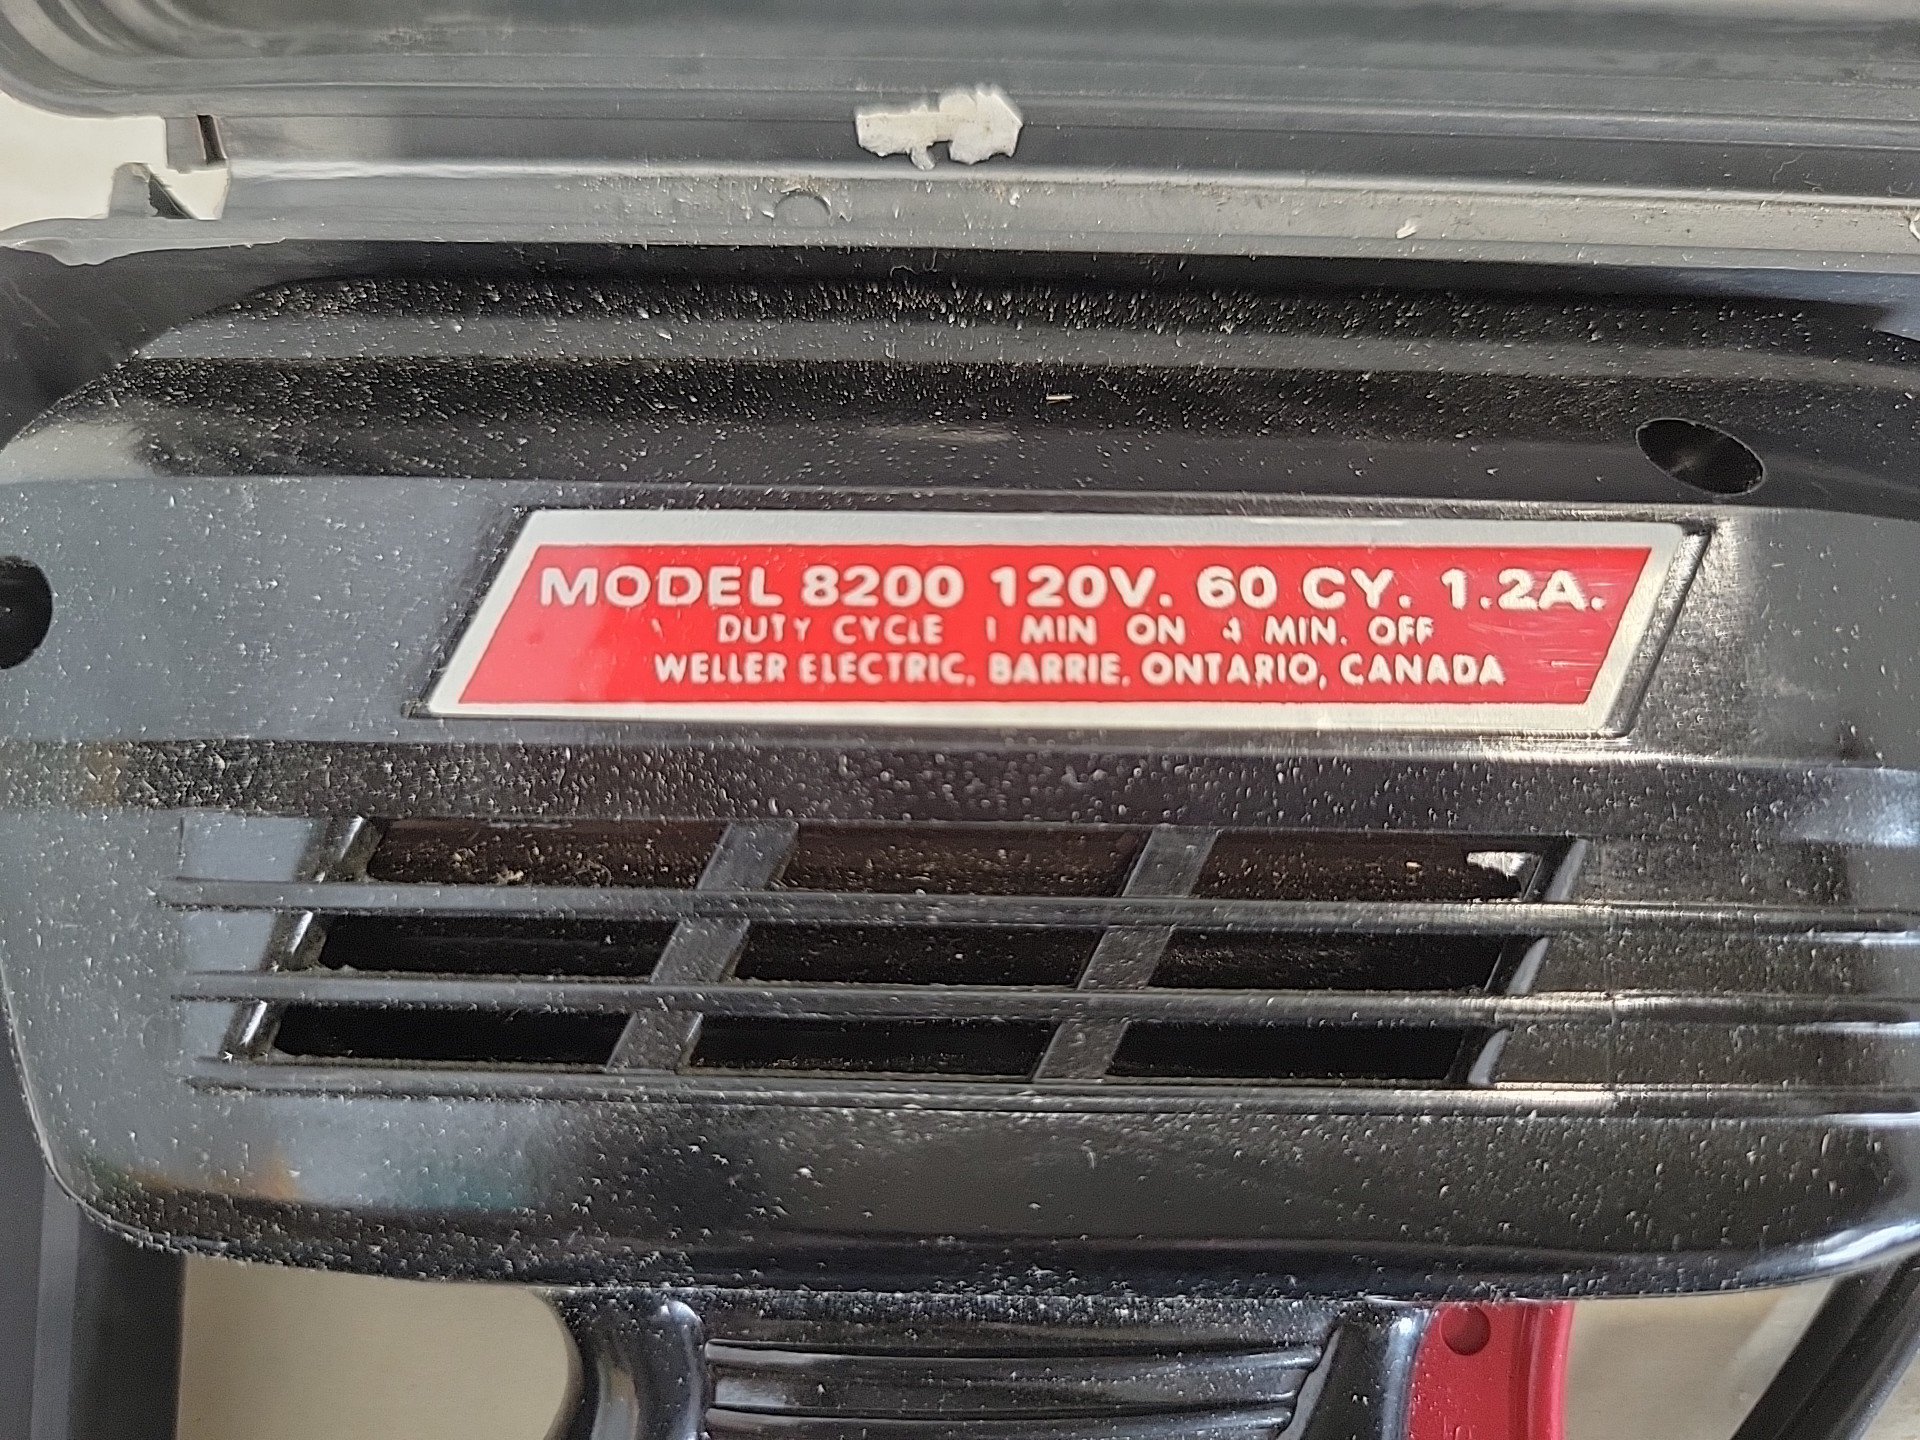 MODEL 8200 120V. 60 CY. 1.2A.
DUTY CYCLE 1 MIN ON 4 MIN. OFF
WELLER ELECTRIC, BARRIE, ONTARIO, CANADA